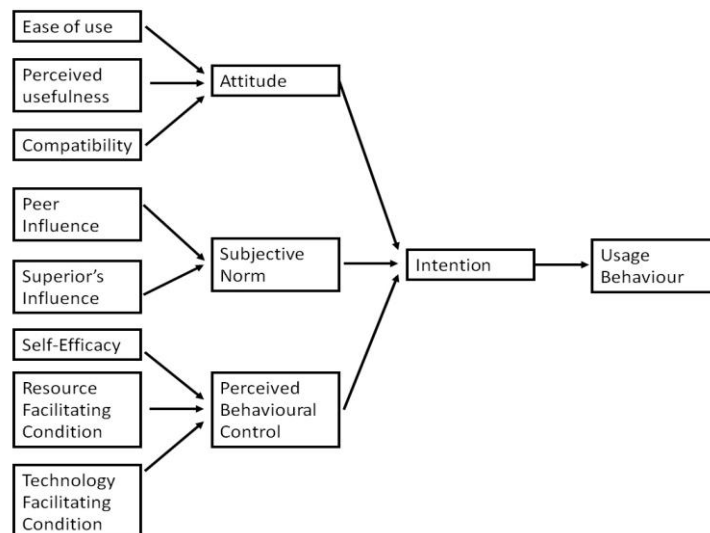 Ease of use
Perceived
usefulness
Compatibility
Attitude
Peer
Influence
Superior's
Influence
Subjective
Norm
Self-Efficacy
Resource
Facilitating
Condition
Technology
Facilitating
Condition
Perceived
Behavioural
Control
Intention
Usage
Behaviour